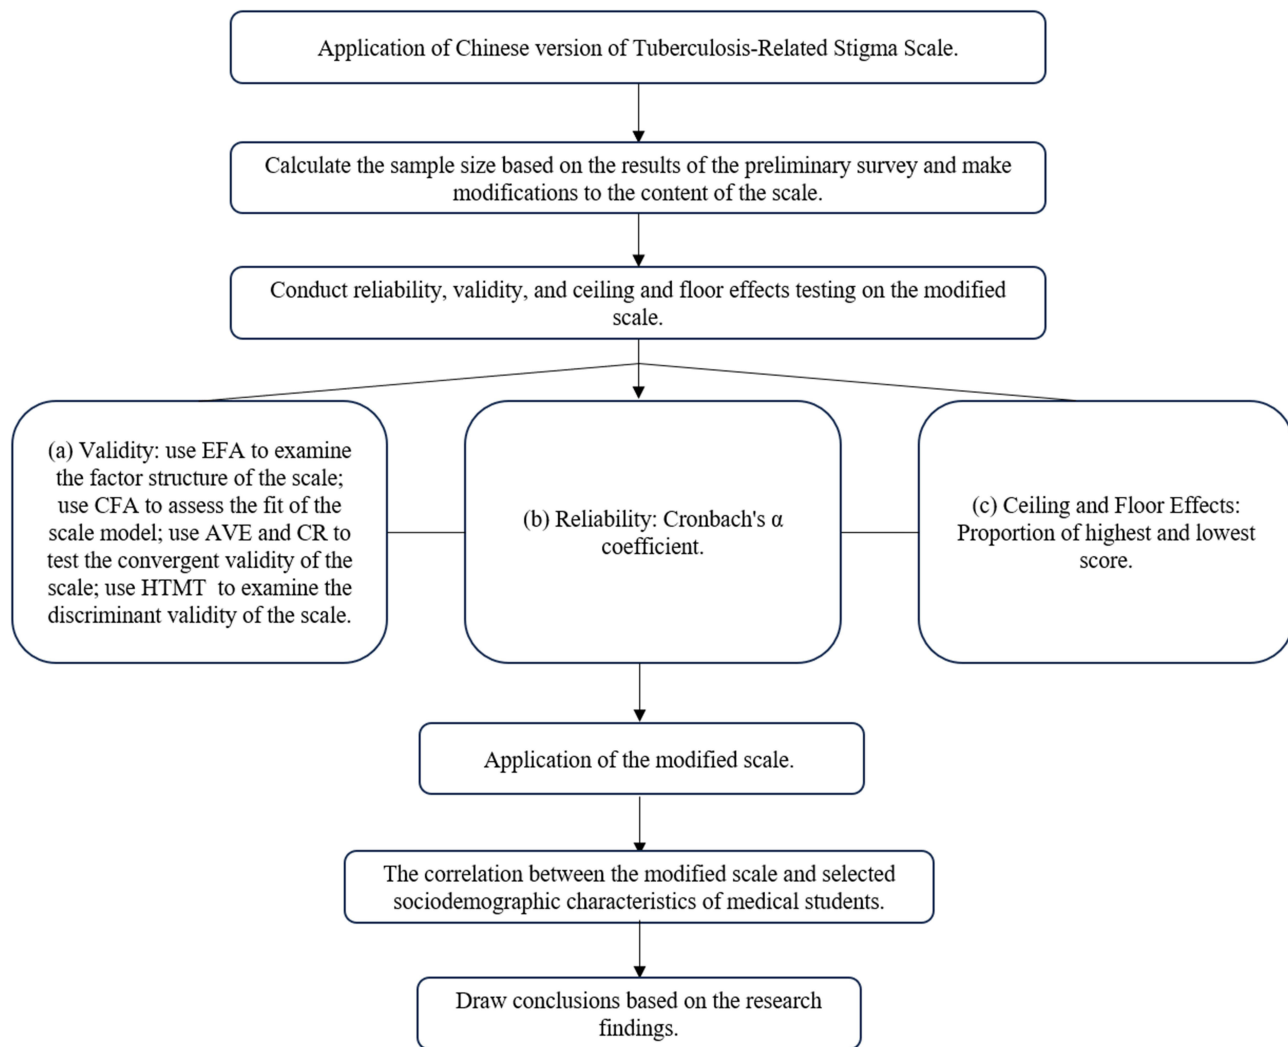 Application of Chinese version of Tuberculosis-Related Stigma Scale.
Calculate the sample size based on the results of the preliminary survey and make
modifications to the content of the scale.
Conduct reliability, validity, and ceiling and floor effects testing on the modified
scale.
(a) Validity: use EFA to examine
the factor structure of the scale;
use CFA to assess the fit of the
scale model; use AVE and CR to
test the convergent validity of the
scale; use HTMT to examine the
discriminant validity of the scale.
(b) Reliability: Cronbach's α
coefficient.
(c) Ceiling and Floor Effects:
Proportion of highest and lowest
score.
Application of the modified scale.
The correlation between the modified scale and selected
sociodemographic characteristics of medical students.
Draw conclusions based on the research
findings.